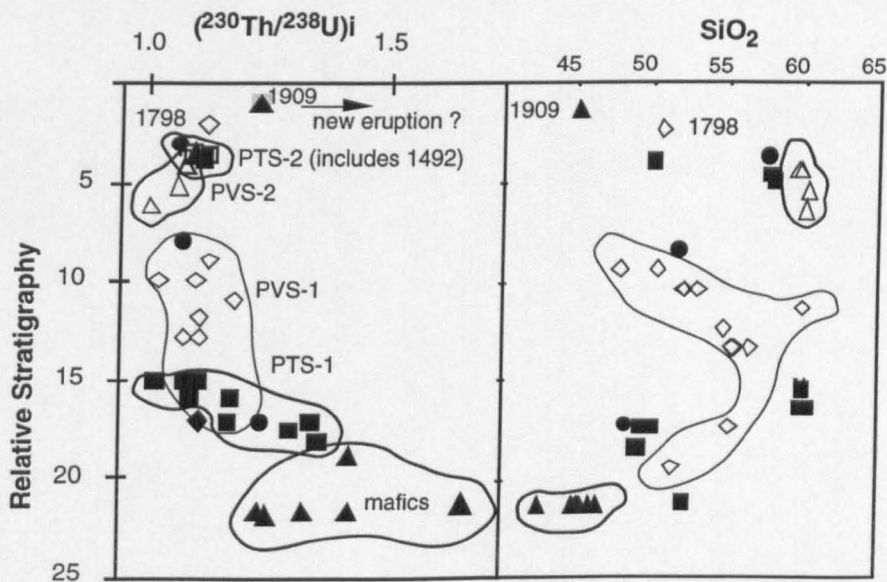 (230Th/238U)i
SiO2
1.0
1.5
45
50
55
60
65
1909
new eruption ?
1909
1798
1798
PTS-2 (includes 1492)
5
PVS-2
10
PVS-1
PTS-1
15
20
mafics
25
Relative Stratigraphy